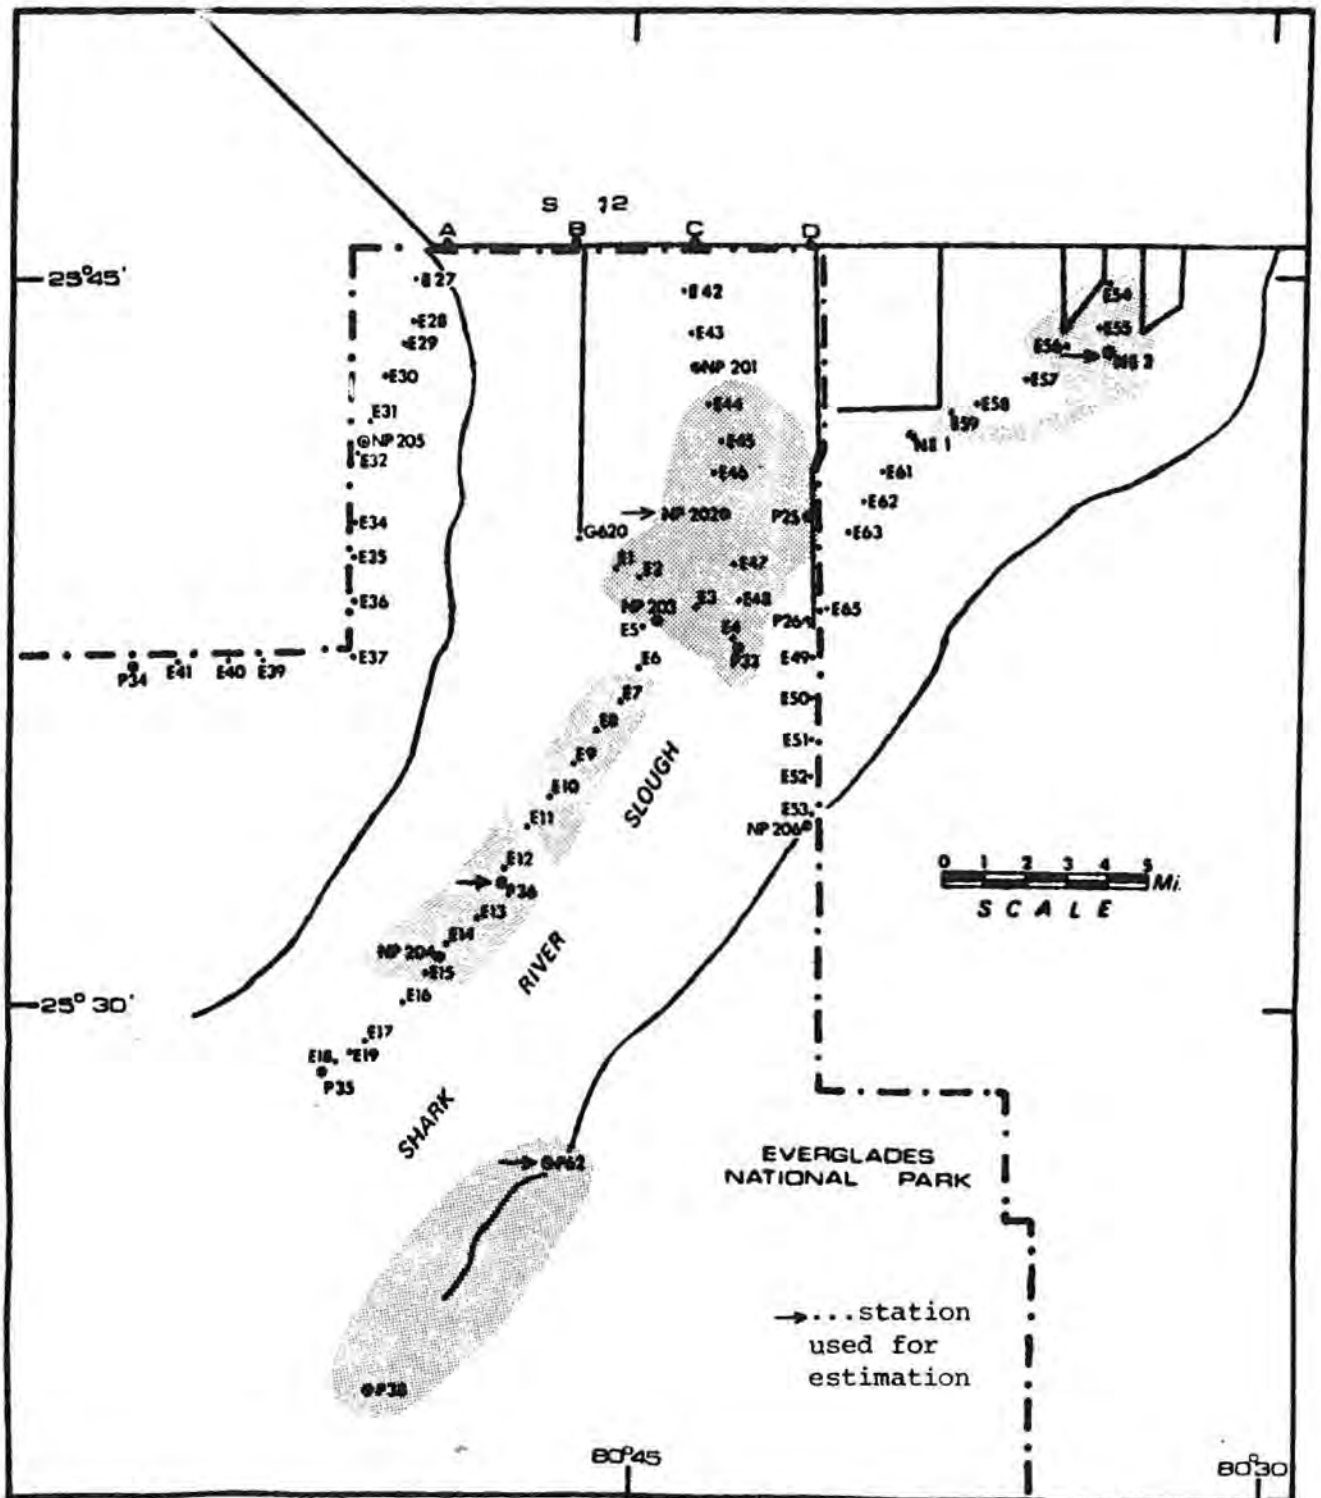 S 12
A B C D
25°45'
E27
E42
E54
E28
E43
E55
E29
E56
NE 2
NP 201
E30
E57
E44
E58
E31
E59
NP 205
E45
NE 1
E32
E46
E61
E62
NP 202
P25
E34
G620
E63
E35
E1
E2
E47
E36
NP 203
E3
E48
E65
E5
E4
P26
P33
E37
E49
P34
E41
E40
E39
E6
E7
E50
E8
E51
E9
E52
E10
SLOUGH
E53
E11
NP 206
E12
P36
0 1 2 3 4 5
Mi.
SCALE
E13
E14
NP 204
E15
RIVER
E16
25°30'
E17
E18
E19
P35
SHARK
P62
EVERGLADES
NATIONAL PARK
→...station
used for
estimation
P38
80°45
80°30